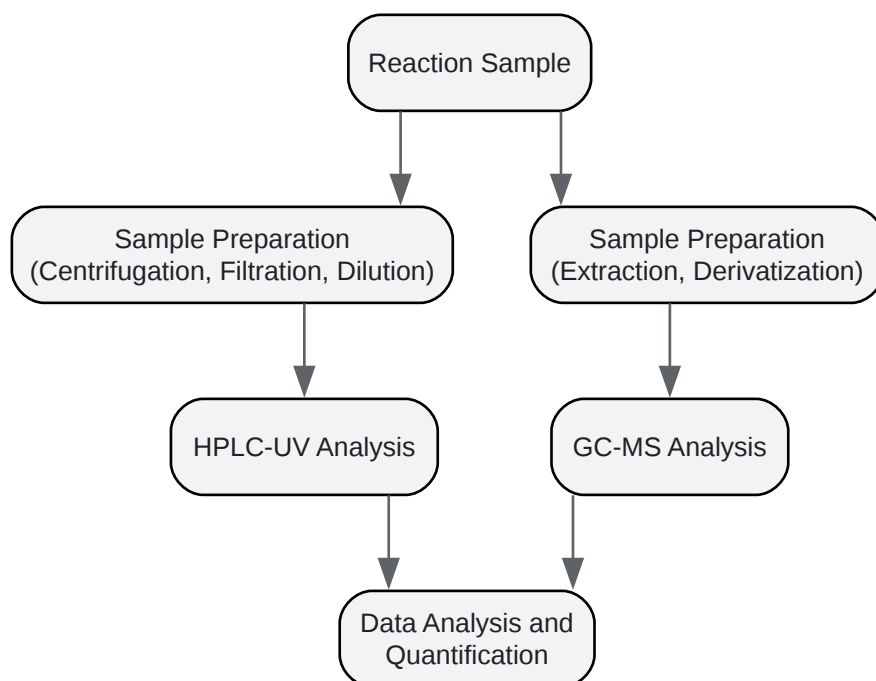 Reaction Sample
Sample Preparation
(Centrifugation, Filtration, Dilution)
Sample Preparation
(Extraction, Derivatization)
HPLC-UV Analysis
GC-MS Analysis
Data Analysis and
Quantification